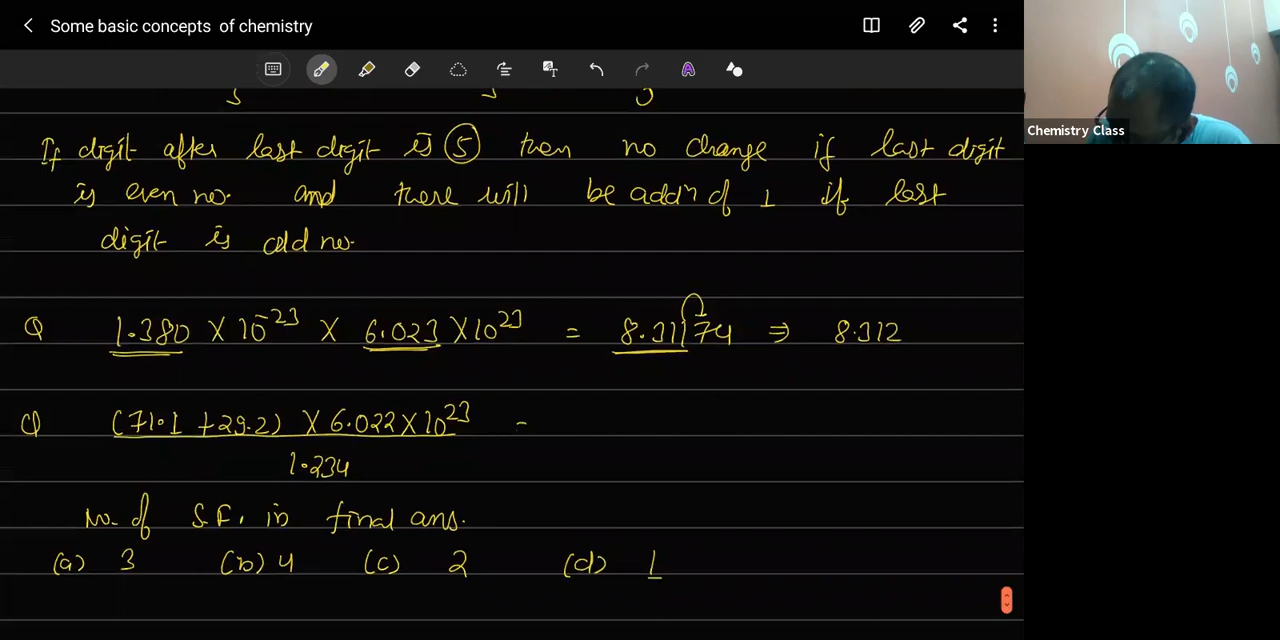 Some basic concepts of chemistry
Chemistry Class
If digit after last digit is 5 then no change if last digit
is even no. and there will be addn of 1 if last
digit is odd no.
Q 1.380 × 10⁻²³ × 6.023 × 10²³ = 8.31174 ⇒ 8.312
Q (71.1 + 29.2) × 6.022 × 10²³ =
1.234
No. of S.F. in final ans.
(a) 3 (b) 4 (c) 2 (d) 1